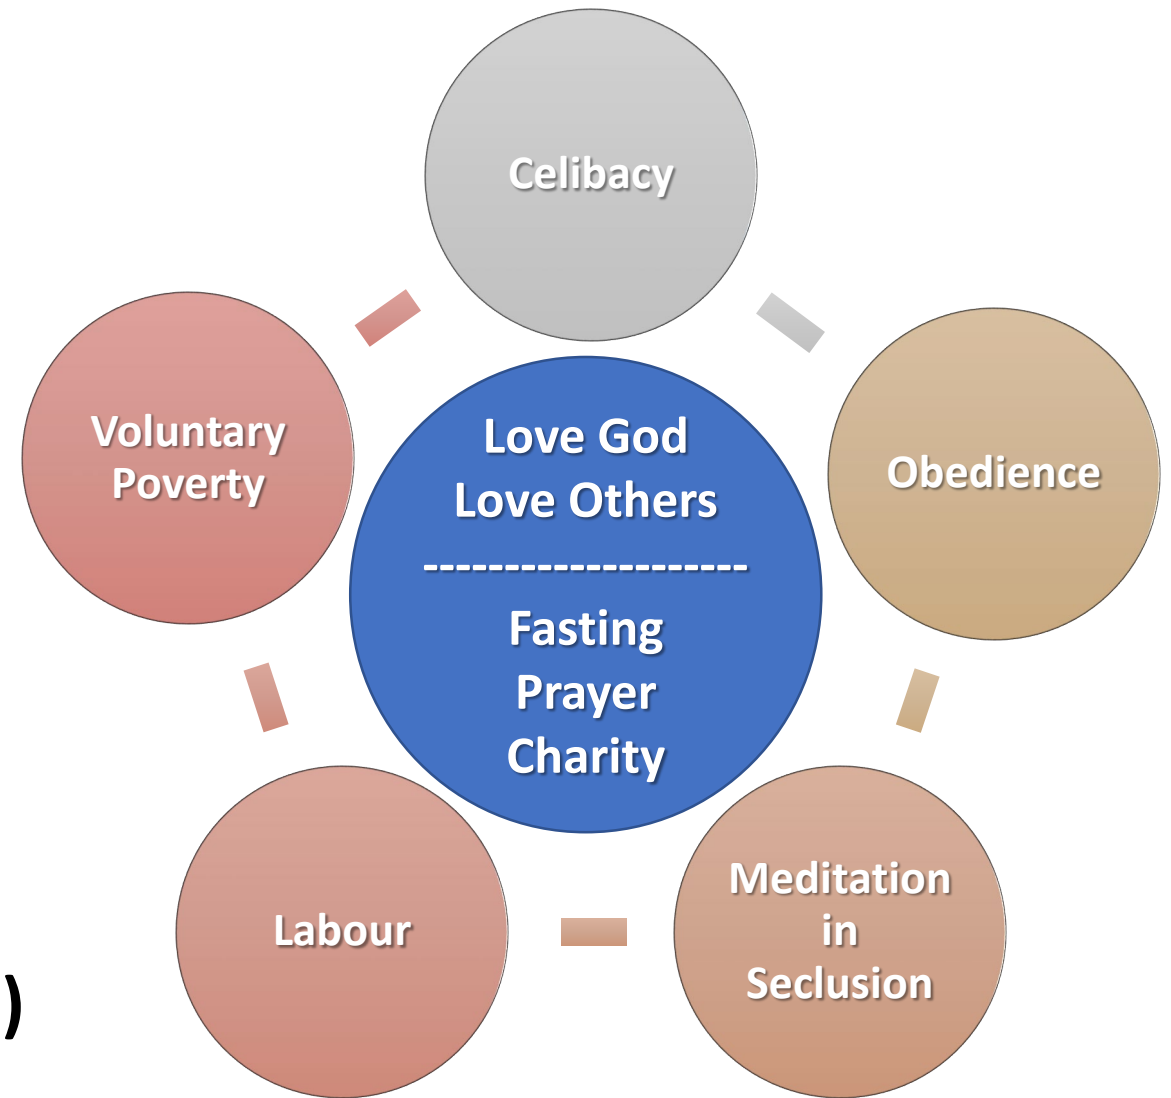 Celibacy
Voluntary
Poverty
Love God
Love Others
--------------------
Fasting
Prayer
Charity
Obedience
Labour
Meditation
in
Seclusion
)